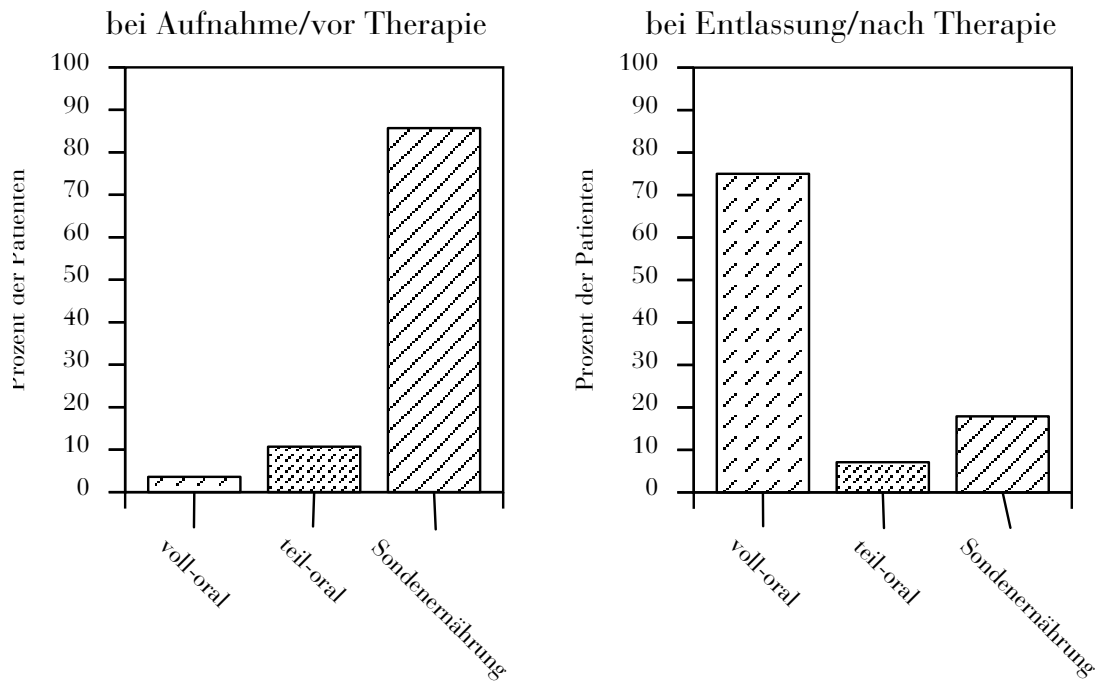 bei Aufnahme/vor Therapie
100
90
80
70
60
50
40
30
20
10
0
Prozent der Patienten
voll-oral
teil-oral
Sondenernährung
bei Entlassung/nach Therapie
100
90
80
70
60
50
40
30
20
10
0
Prozent der Patienten
voll-oral
teil-oral
Sondenernährung